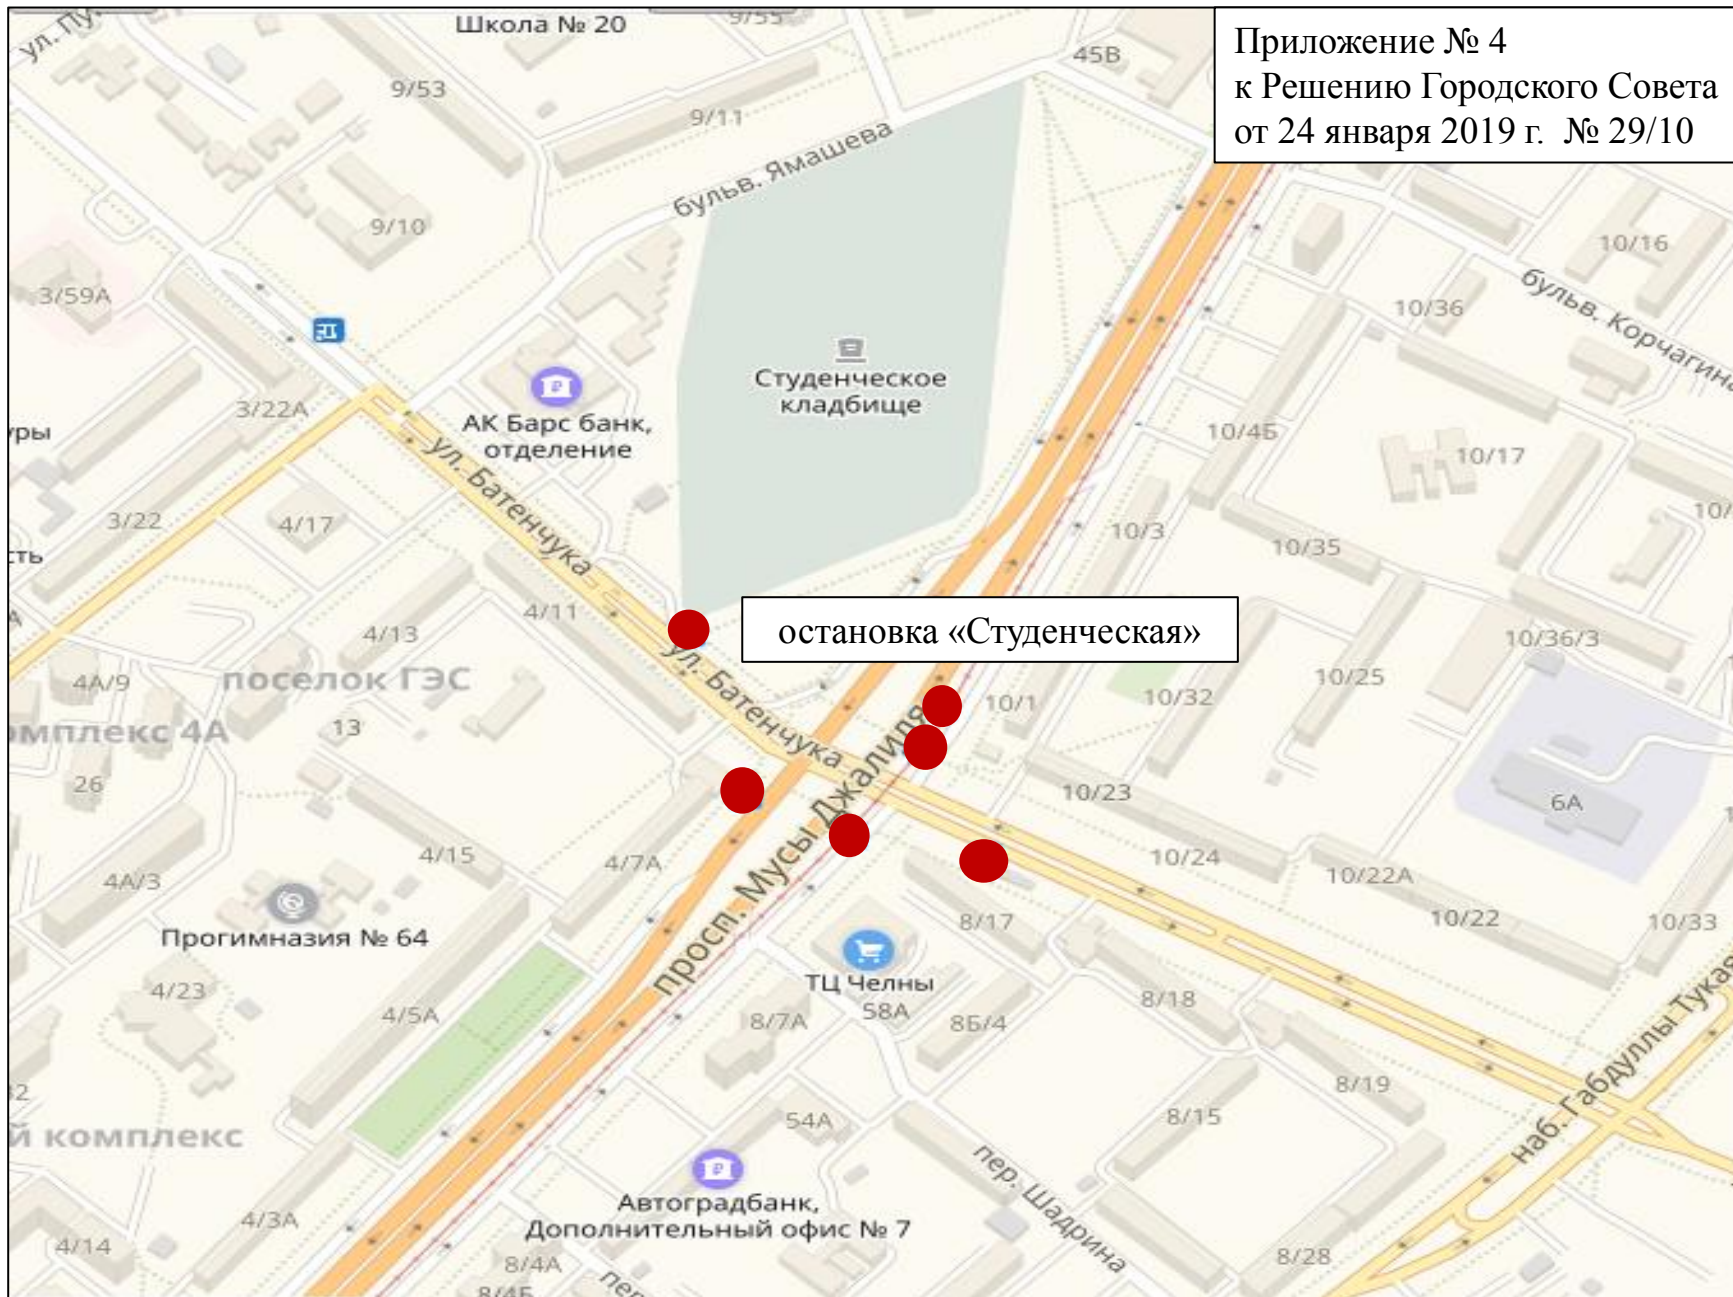 Приложение № 4
к Решению Городского Совета
от 24 января 2019 г. № 29/10
Школа № 20
9/55
45В
9/53
9/11
бульв. Ямашева
9/10
10/16
3/59А
бульв. Корчагина
10/36
Студенческое
кладбище
3/22А
АК Барс банк,
отделение
10/4Б
10/17
ул. Батенчука
3/22
4/17
10/3
10/35
4/11
4/13
остановка «Студенческая»
10/36/3
ул. Батенчука
4А/9
поселок ГЭС
10/1
10/32
10/25
13
омплекс 4А
26
10/23
6А
просп. Мусы Джалиля
4/15
4/7А
10/24
4А/3
10/22А
8/17
10/22
10/33
Прогимназия № 64
ТЦ Челны
58А
4/23
4/5А
8/7А
8Б/4
8/18
наб. Габдуллы Тукая
8/19
54А
8/15
й комплекс
пер. Шадрина
Автоградбанк,
Дополнительный офис № 7
4/3А
4/14
8/4А
8/28
8/4Б